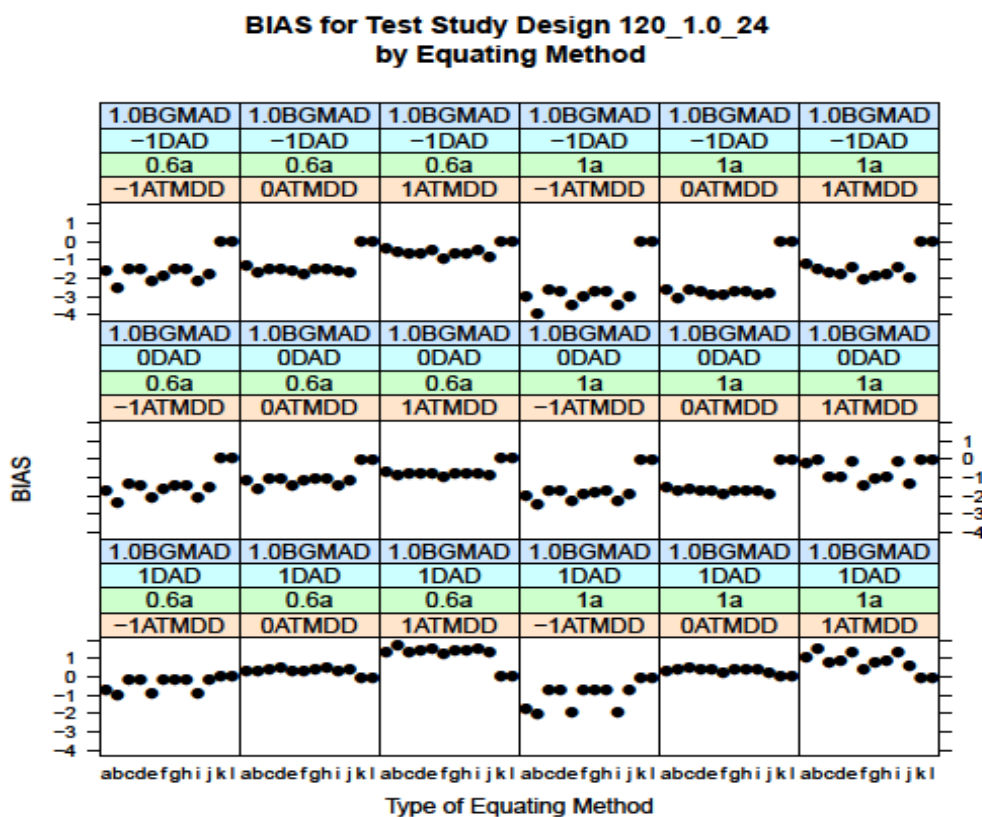 BIAS for Test Study Design 120_1.0_24
by Equating Method
1.0BGMAD 1.0BGMAD 1.0BGMAD 1.0BGMAD 1.0BGMAD 1.0BGMAD
−1DAD −1DAD −1DAD −1DAD −1DAD −1DAD
0.6a 0.6a 0.6a 1a 1a 1a
−1ATMDD 0ATMDD 1ATMDD −1ATMDD 0ATMDD 1ATMDD
1
0
−1
−2
−3
−4
1.0BGMAD 1.0BGMAD 1.0BGMAD 1.0BGMAD 1.0BGMAD 1.0BGMAD
0DAD 0DAD 0DAD 0DAD 0DAD 0DAD
0.6a 0.6a 0.6a 1a 1a 1a
−1ATMDD 0ATMDD 1ATMDD −1ATMDD 0ATMDD 1ATMDD
BIAS
1
0
−1
−2
−3
−4
1.0BGMAD 1.0BGMAD 1.0BGMAD 1.0BGMAD 1.0BGMAD 1.0BGMAD
1DAD 1DAD 1DAD 1DAD 1DAD 1DAD
0.6a 0.6a 0.6a 1a 1a 1a
−1ATMDD 0ATMDD 1ATMDD −1ATMDD 0ATMDD 1ATMDD
1
0
−1
−2
−3
−4
abcdefghijkl abcdefghijkl abcdefghijkl abcdefghijkl abcdefghijkl abcdefghijkl
Type of Equating Method